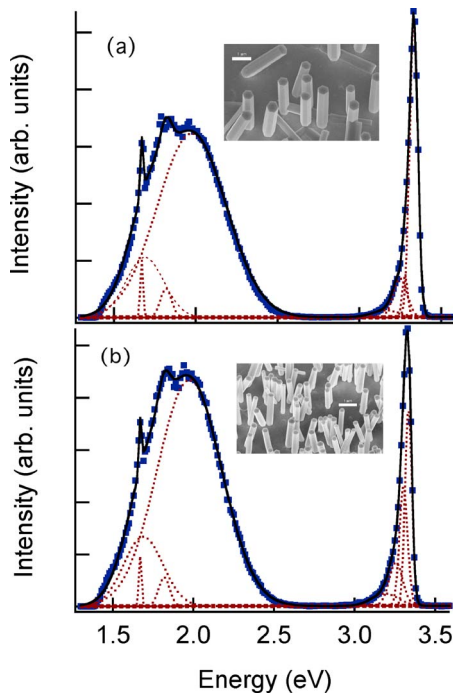 (a)
Intensity (arb. units)
(b)
Intensity (arb. units)
1.5 2.0 2.5 3.0 3.5
Energy (eV)